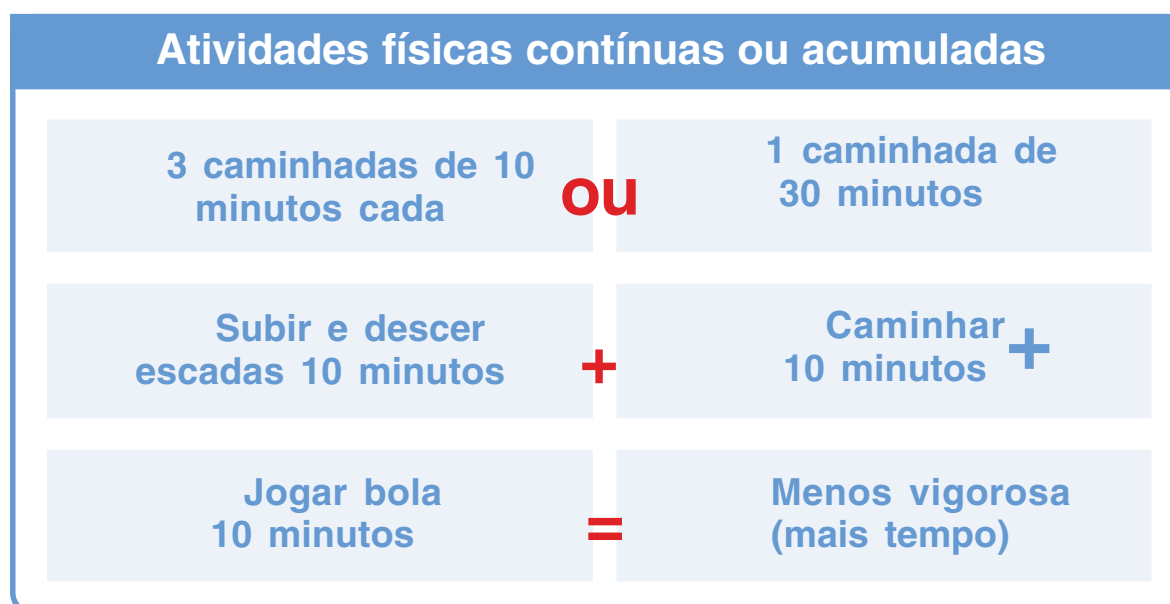 Atividades físicas contínuas ou acumuladas
3 caminhadas de 10
minutos cada
ou
1 caminhada de
30 minutos
Subir e descer
escadas 10 minutos
+
Caminhar
10 minutos
+
Jogar bola
10 minutos
=
Menos vigorosa
(mais tempo)